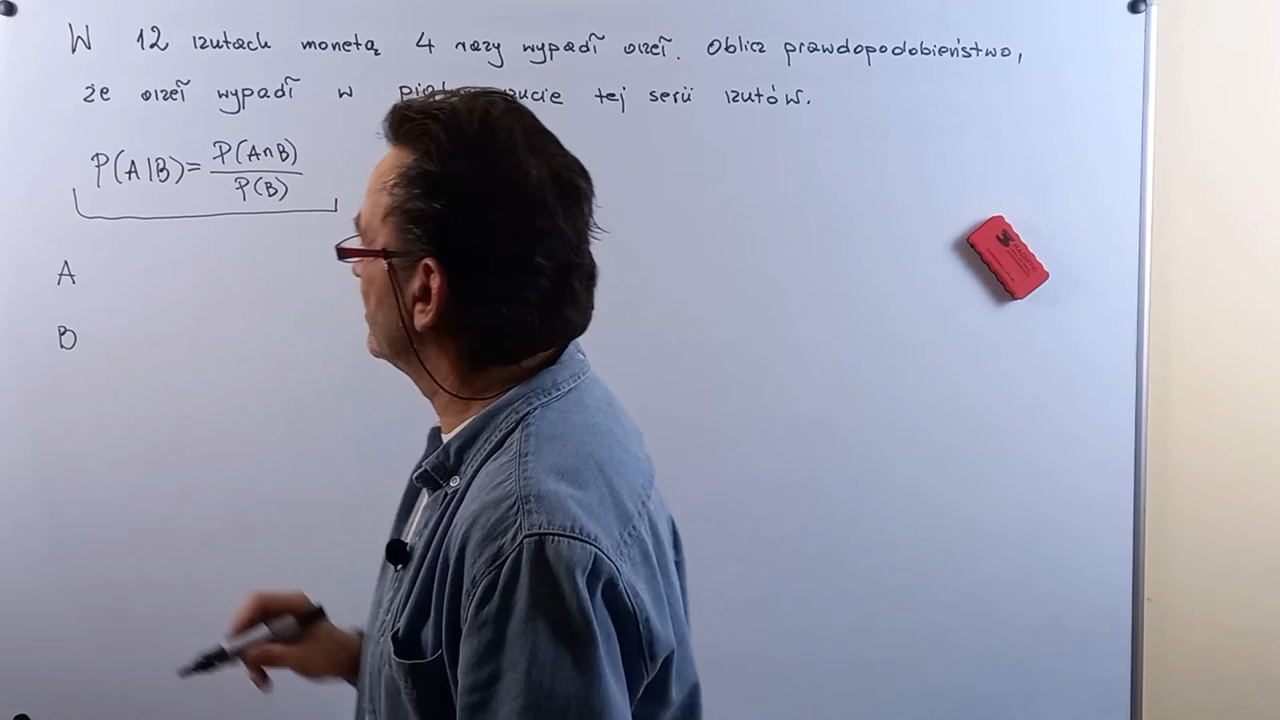 W 12 rzutach monetą 4 razy wypadł orzeł. Oblicz prawdopodobieństwo,
że orzeł wypadł w tej serii rzutów.
P(A|B)= P(A∩B)/P(B)
A
B